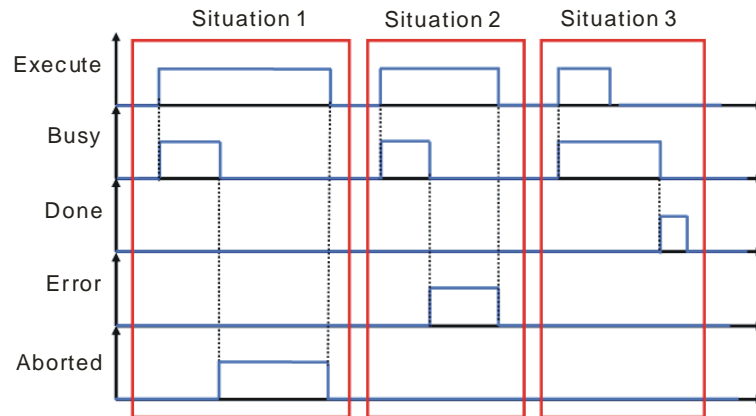 Situation 1 Situation 2 Situation 3
Execute
Busy
Done
Error
Aborted